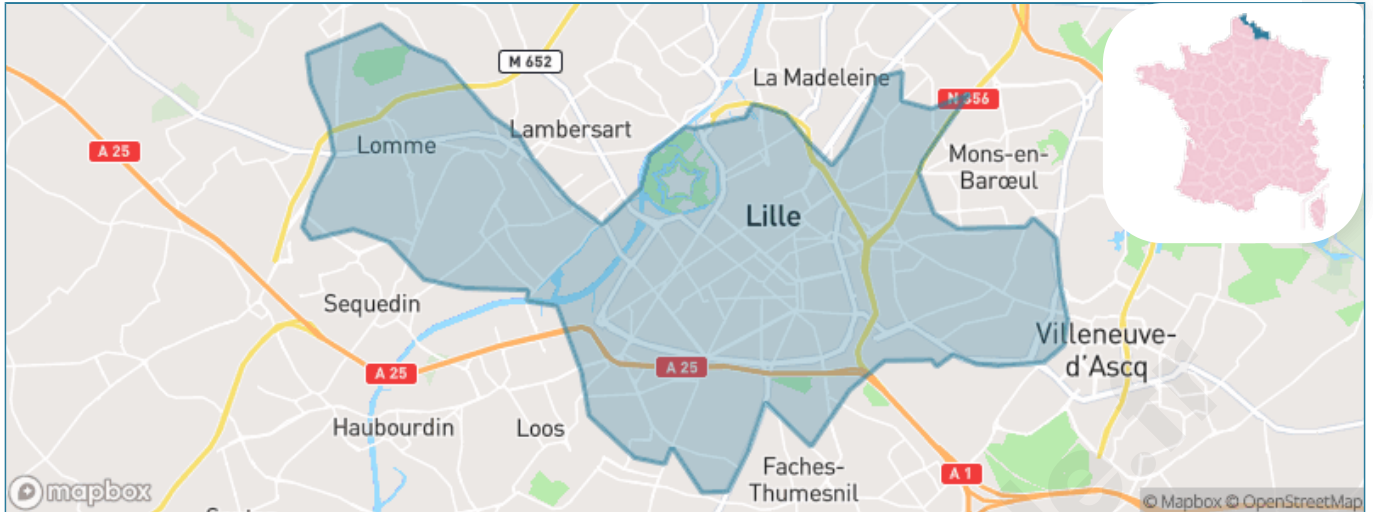 M 652
La Madeleine
N 356
A 25
Lomme
Lambersart
Mons-en-
Barœul
Lille
Sequedin
Villeneuve-
d'Ascq
A 25
A 25
Haubourdin
Loos
Faches-
Thumesnil
A 1
mapbox
© Mapbox © OpenStreetMap